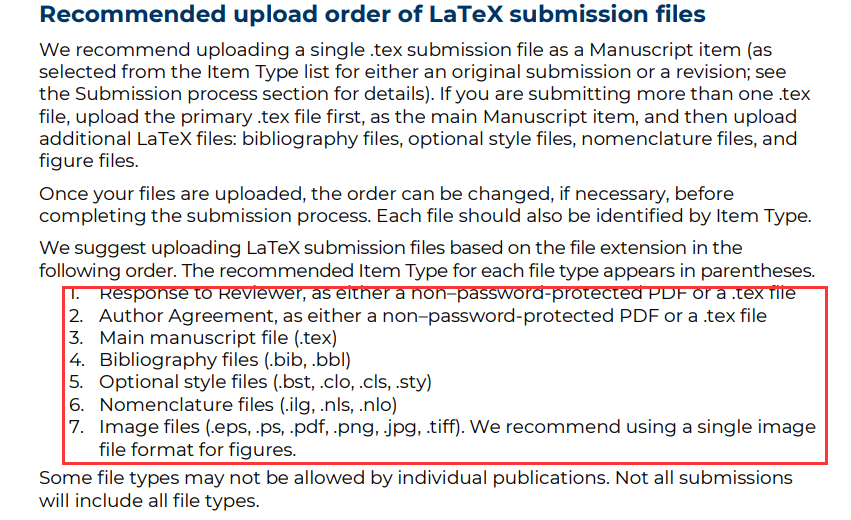 Recommended upload order of LaTeX submission files
We recommend uploading a single .tex submission file as a Manuscript item (as
selected from the Item Type list for either an original submission or a revision; see
the Submission process section for details). If you are submitting more than one .tex
file, upload the primary .tex file first, as the main Manuscript item, and then upload
additional LaTeX files: bibliography files, optional style files, nomenclature files, and
figure files.
Once your files are uploaded, the order can be changed, if necessary, before
completing the submission process. Each file should also be identified by Item Type.
We suggest uploading LaTeX submission files based on the file extension in the
following order. The recommended Item Type for each file type appears in parentheses.
1. Response to Reviewer, as either a non–password-protected PDF or a .tex file
2. Author Agreement, as either a non–password-protected PDF or a .tex file
3. Main manuscript file (.tex)
4. Bibliography files (.bib, .bbl)
5. Optional style files (.bst, .clo, .cls, .sty)
6. Nomenclature files (.ilg, .nls, .nlo)
7. Image files (.eps, .ps, .pdf, .png, .jpg, .tiff). We recommend using a single image
file format for figures.
Some file types may not be allowed by individual publications. Not all submissions
will include all file types.